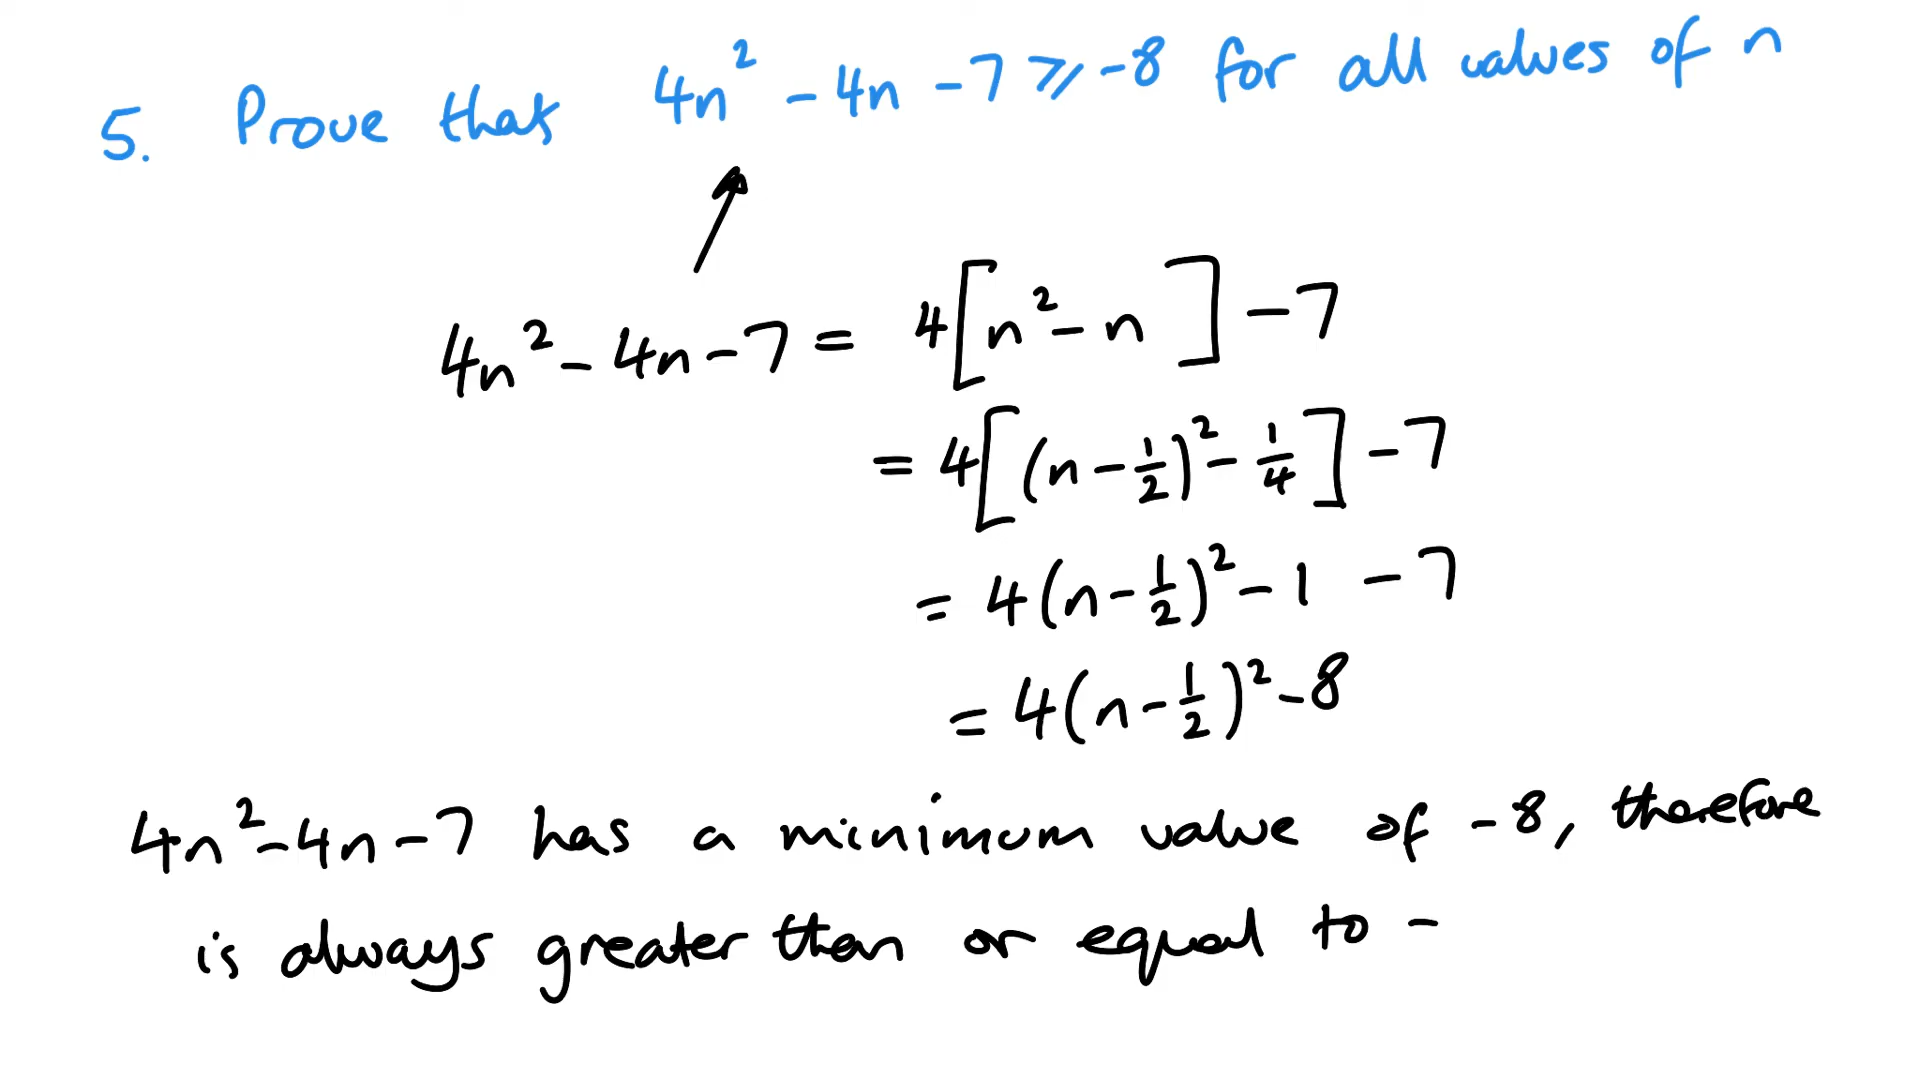 5. Prove that 4n² - 4n - 7 ⩾ -8 for all values of n
4n² - 4n - 7 = 4[n² - n] - 7
= 4[(n - 1/2)² - 1/4] - 7
= 4(n - 1/2)² - 1 - 7
= 4(n - 1/2)² - 8
4n² - 4n - 7 has a minimum value of -8, therefore
is always greater than or equal to -